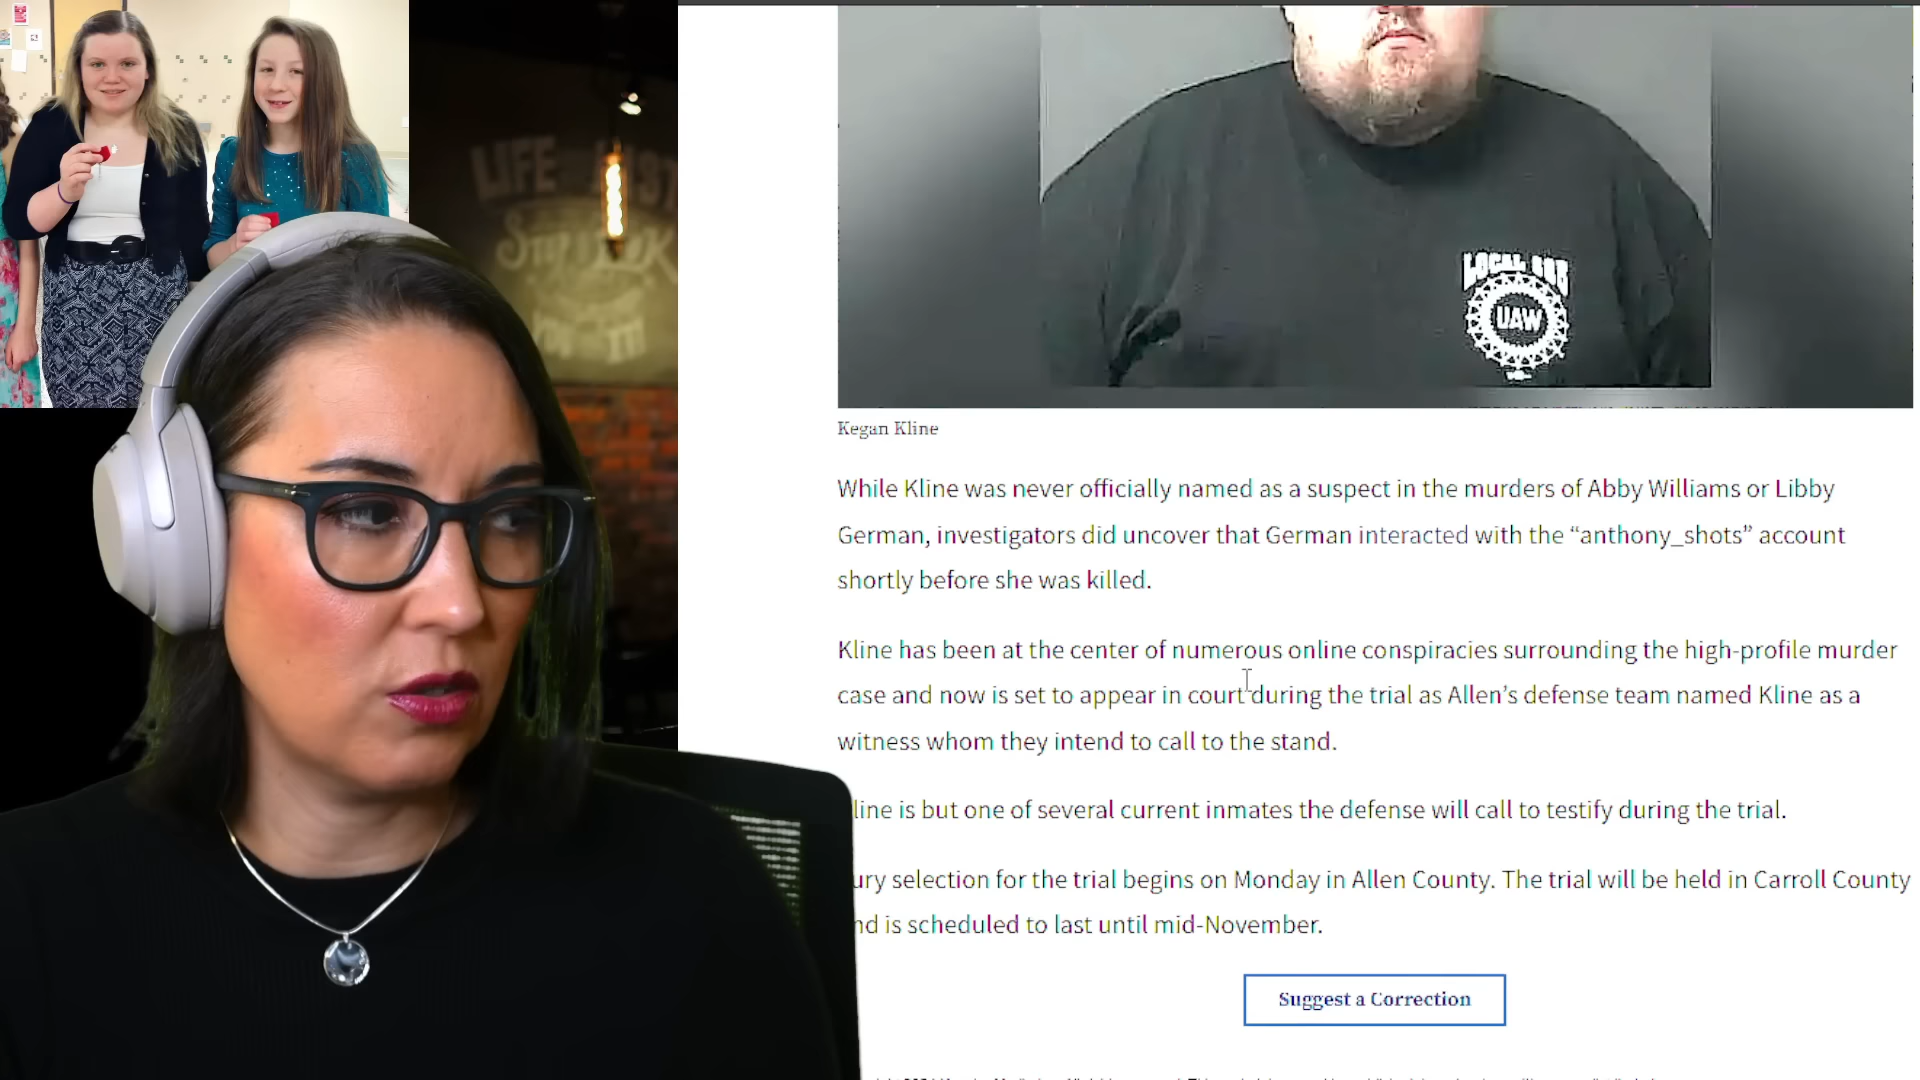 LIFE
LOCAL
UAW
Kegan Kline
While Kline was never officially named as a suspect in the murders of Abby Williams or Libby
German, investigators did uncover that German interacted with the “anthony_shots” account
shortly before she was killed.
Kline has been at the center of numerous online conspiracies surrounding the high-profile murder
case and now is set to appear in court during the trial as Allen’s defense team named Kline as a
witness whom they intend to call to the stand.
line is but one of several current inmates the defense will call to testify during the trial.
ury selection for the trial begins on Monday in Allen County. The trial will be held in Carroll County
nd is scheduled to last until mid-November.
Suggest a Correction